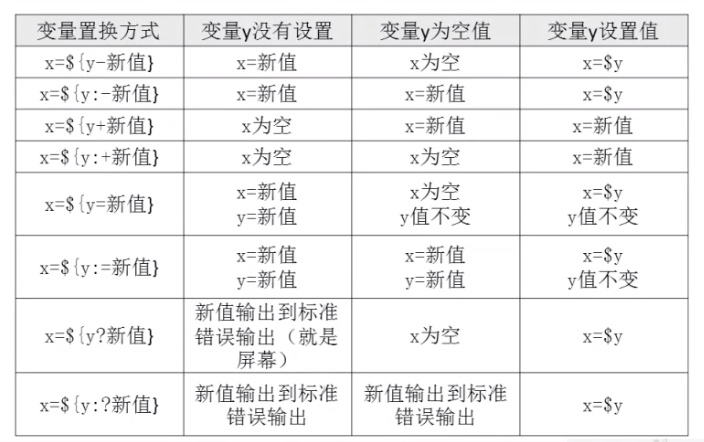 变量置换方式 变量y没有设置 变量y为空值 变量y设置值
x=${y-新值} x=新值 x为空 x=$y
x=${y:-新值} x=新值 x=新值 x=$y
x=${y+新值} x为空 x=新值 x=新值
x=${y:+新值} x为空 x为空 x=新值
x=${y=新值} x=新值 x为空 x=$y
y=新值 y值不变 y值不变
x=${y:=新值} x=新值 x=新值 x=$y
y=新值 y=新值 y值不变
x=${y?新值} 新值输出到标准 x为空 x=$y
错误输出（就是
屏幕）
x=${y:?新值} 新值输出到标准 新值输出到标准 x=$y
错误输出 错误输出